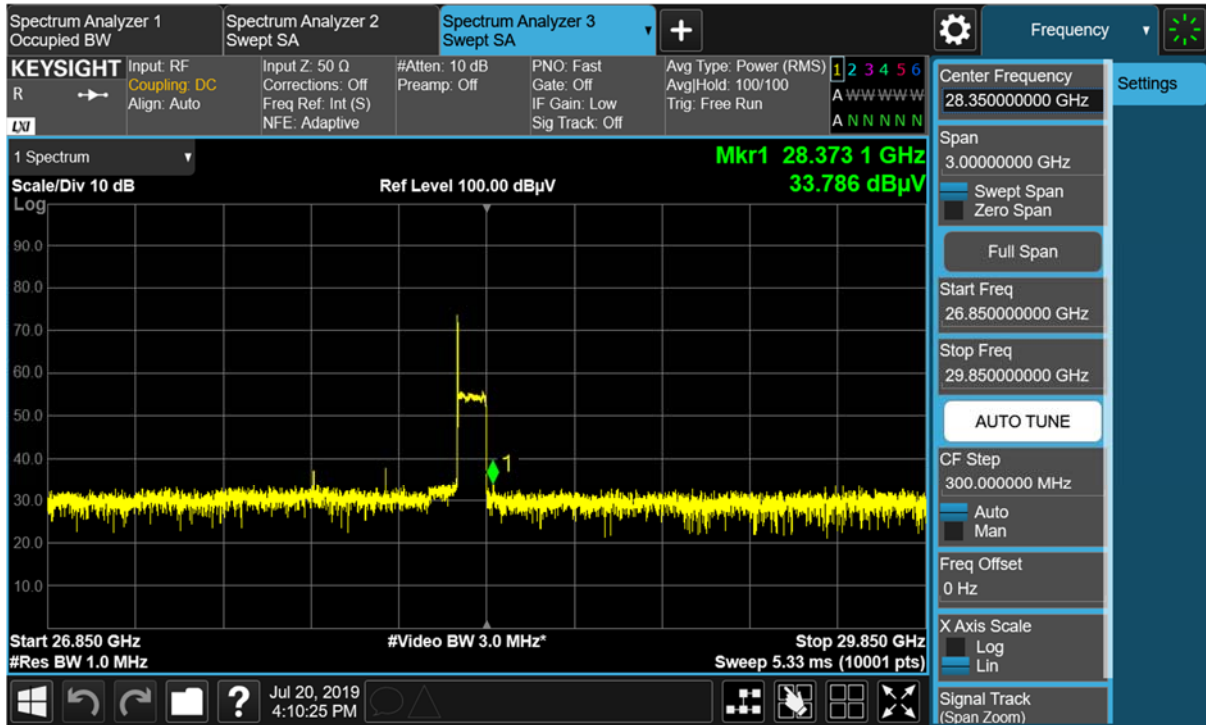 Spectrum Analyzer 1
Occupied BW
Spectrum Analyzer 2
Swept SA
Spectrum Analyzer 3
Swept SA
Frequency
KEYSIGHT
R
LXI
Input: RF
Coupling: DC
Align: Auto
Input Z: 50 Ω
Corrections: Off
Freq Ref: Int (S)
NFE: Adaptive
#Atten: 10 dB
Preamp: Off
PNO: Fast
Gate: Off
IF Gain: Low
Sig Track: Off
Avg Type: Power (RMS)
Avg|Hold: 100/100
Trig: Free Run
1 2 3 4 5 6
A W W W W W
A N N N N N
1 Spectrum
Scale/Div 10 dB
Log
Ref Level 100.00 dBµV
Mkr1 28.373 1 GHz
33.786 dBµV
90.0
80.0
70.0
60.0
50.0
40.0
30.0
20.0
10.0
1
Start 26.850 GHz
#Res BW 1.0 MHz
#Video BW 3.0 MHz*
Stop 29.850 GHz
Sweep 5.33 ms (10001 pts)
?
Jul 20, 2019
4:10:25 PM
Settings
Center Frequency
28.350000000 GHz
Span
3.00000000 GHz
Swept Span
Zero Span
Full Span
Start Freq
26.850000000 GHz
Stop Freq
29.850000000 GHz
AUTO TUNE
CF Step
300.000000 MHz
Auto
Man
Freq Offset
0 Hz
X Axis Scale
Log
Lin
Signal Track
(Span Zoom)